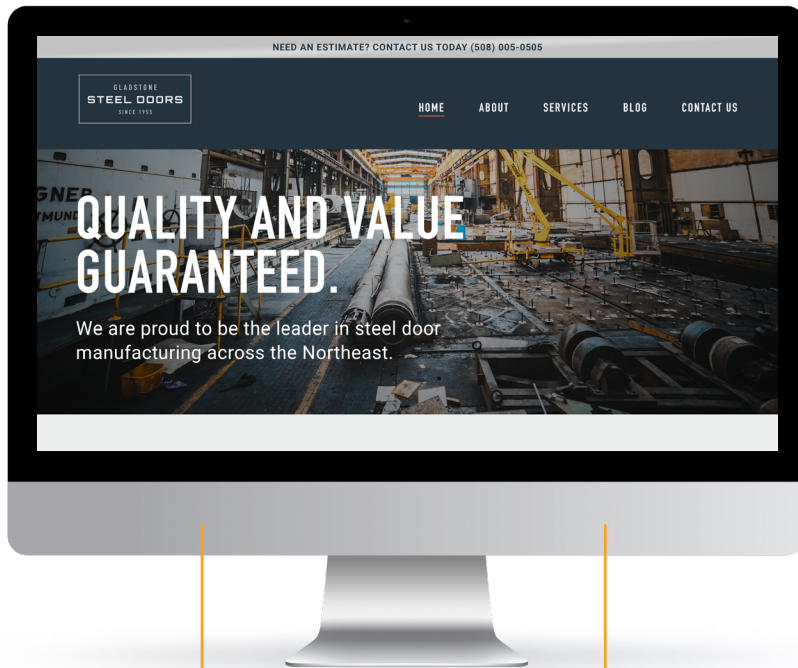 NEED AN ESTIMATE? CONTACT US TODAY (508) 005-0505
GLADSTONE
STEEL DOORS
SINCE 1955
HOME ABOUT SERVICES BLOG CONTACT US
GNER
TMUND
QUALITY AND VALUE
GUARANTEED.
We are proud to be the leader in steel door
manufacturing across the Northeast.